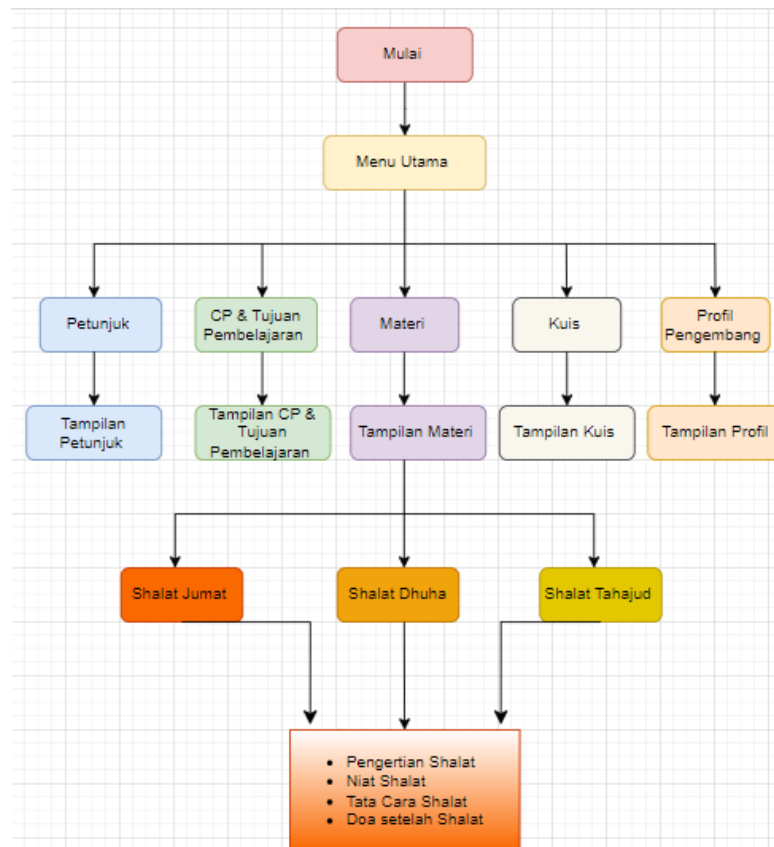 Mulai
Menu Utama
Petunjuk
CP & Tujuan
Pembelajaran
Materi
Kuis
Profil
Pengembang
Tampilan
Petunjuk
Tampilan CP &
Tujuan
Pembelajaran
Tampilan Materi
Tampilan Kuis
Tampilan Profil
Shalat Jumat
Shalat Dhuha
Shalat Tahajud
• Pengertian Shalat
• Niat Shalat
• Tata Cara Shalat
• Doa setelah Shalat